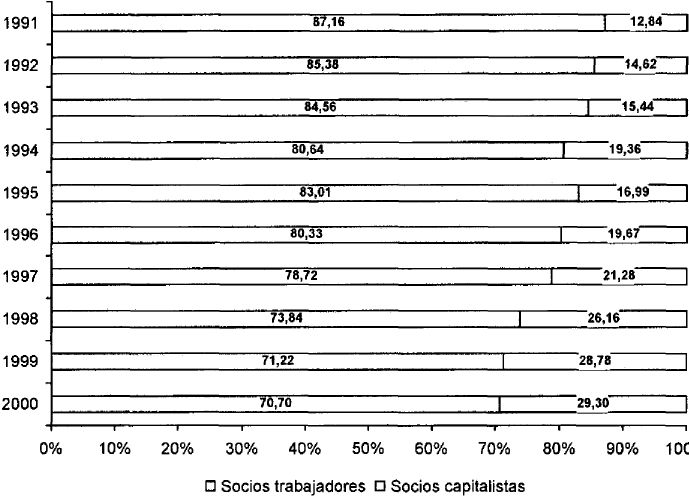 1991 87,16 12,84
1992 85,38 14,62
1993 84,56 15,44
1994 80,64 19,36
1995 83,01 16,99
1996 80,33 19,67
1997 78,72 21,28
1998 73,84 26,16
1999 71,22 28,78
2000 70,70 29,30
0% 10% 20% 30% 40% 50% 60% 70% 80% 90% 100
Socios trabajadores Socios capitalistas